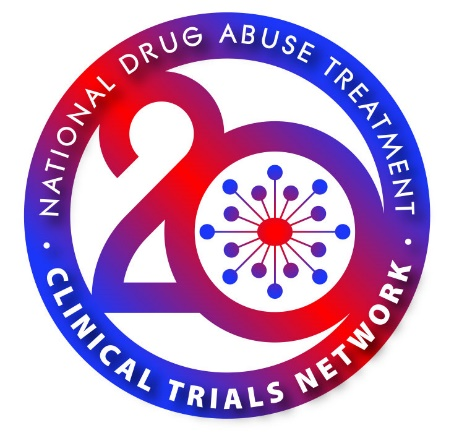 NATIONAL DRUG ABUSE TREATMENT
20
CLINICAL TRIALS NETWORK